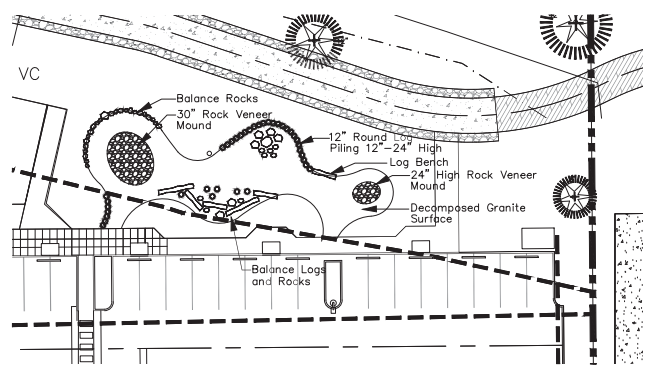 VC
Balance Rocks
30" Rock Veneer
Mound
12" Round Log
Piling 12"-24" High
Log Bench
24" High Rock Veneer
Mound
Decomposed Granite
Surface
Balance Logs
and Rocks